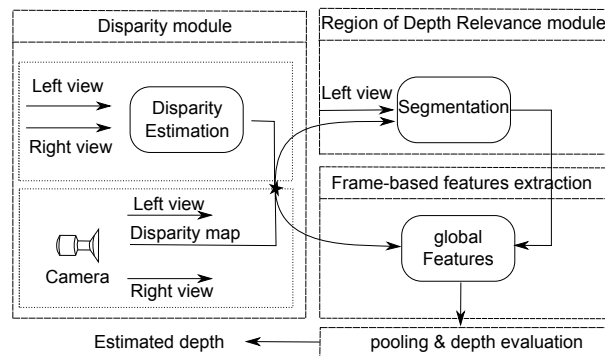 Disparity module
Left view
Right view
Disparity
Estimation
Left view
Disparity map
Camera
Right view
Region of Depth Relevance module
Left view
Segmentation
Frame-based features extraction
global
Features
pooling & depth evaluation
Estimated depth